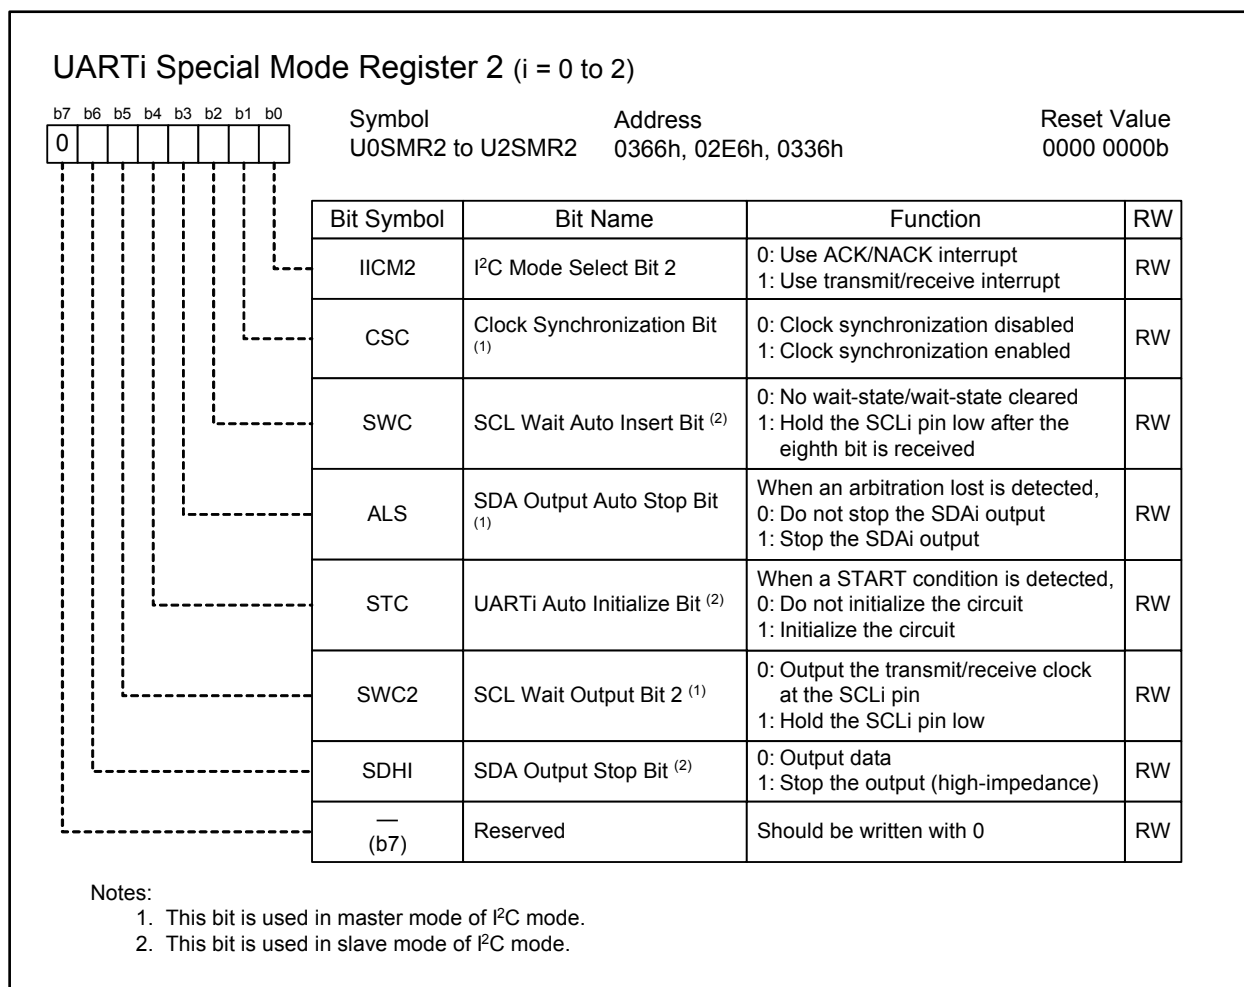 UARTi Special Mode Register 2 (i = 0 to 2)
b7 b6 b5 b4 b3 b2 b1 b0
0
Symbol Address Reset Value
U0SMR2 to U2SMR2 0366h, 02E6h, 0336h 0000 0000b
Bit Symbol Bit Name Function RW
IICM2 I²C Mode Select Bit 2 0: Use ACK/NACK interrupt RW
1: Use transmit/receive interrupt
CSC Clock Synchronization Bit (1) 0: Clock synchronization disabled RW
1: Clock synchronization enabled
SWC SCL Wait Auto Insert Bit (2) 0: No wait-state/wait-state cleared RW
1: Hold the SCLi pin low after the
eighth bit is received
ALS SDA Output Auto Stop Bit (1) When an arbitration lost is detected, RW
0: Do not stop the SDAi output
1: Stop the SDAi output
STC UARTi Auto Initialize Bit (2) When a START condition is detected, RW
0: Do not initialize the circuit
1: Initialize the circuit
SWC2 SCL Wait Output Bit 2 (1) 0: Output the transmit/receive clock RW
at the SCLi pin
1: Hold the SCLi pin low
SDHI SDA Output Stop Bit (2) 0: Output data RW
1: Stop the output (high-impedance)
— Reserved Should be written with 0 RW
(b7)
Notes:
1. This bit is used in master mode of I²C mode.
2. This bit is used in slave mode of I²C mode.